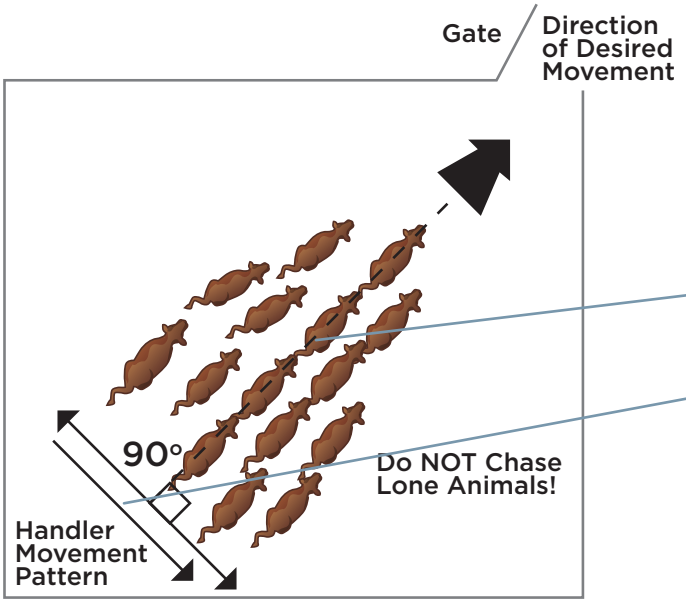 Gate
Direction
of Desired
Movement
90°
Do NOT Chase
Lone Animals!
Handler
Movement
Pattern